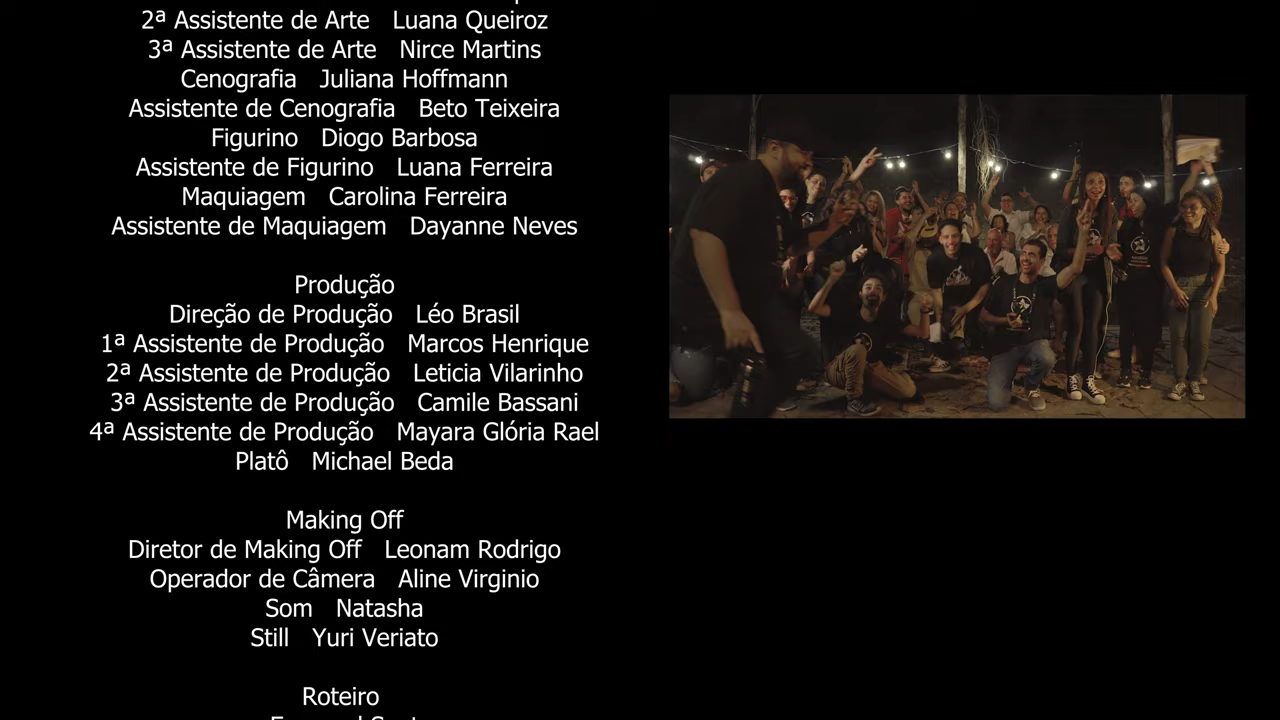 2ª Assistente de Arte Luana Queiroz
3ª Assistente de Arte Nirce Martins
Cenografia Juliana Hoffmann
Assistente de Cenografia Beto Teixeira
Figurino Diogo Barbosa
Assistente de Figurino Luana Ferreira
Maquiagem Carolina Ferreira
Assistente de Maquiagem Dayanne Neves
Produção
Direção de Produção Léo Brasil
1ª Assistente de Produção Marcos Henrique
2ª Assistente de Produção Leticia Vilarinho
3ª Assistente de Produção Camile Bassani
4ª Assistente de Produção Mayara Glória Rael
Platô Michael Beda
Making Off
Diretor de Making Off Leonam Rodrigo
Operador de Câmera Aline Virginio
Som Natasha
Still Yuri Veriato
Roteiro